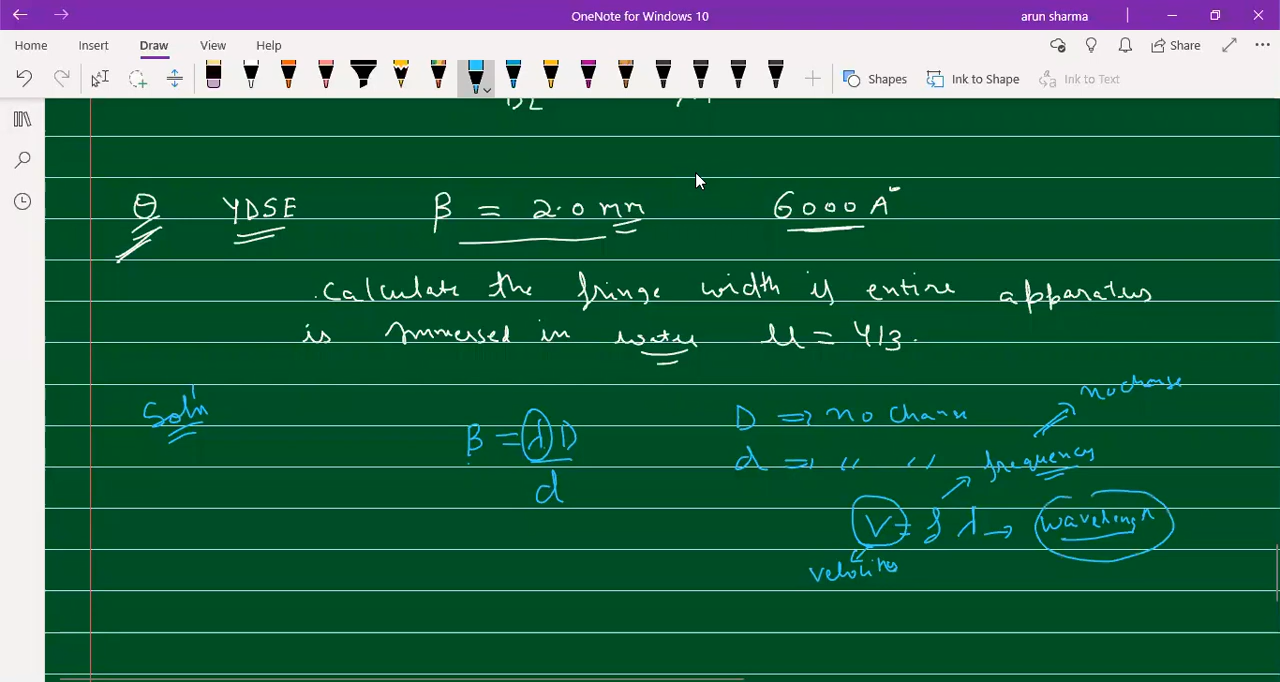 OneNote for Windows 10
arun sharma
Home Insert Draw View Help
Share
Shapes Ink to Shape Ink to Text
Q YDSE β = 2.0 mm 6000 A°
Calculate the fringe width if entire apparatus
is immersed in water μ = 4/3.
Sol'n
β = λD/d
D ⇒ no change
no change
d ⇒ " "
frequency
V = f λ → wavelength
velocity